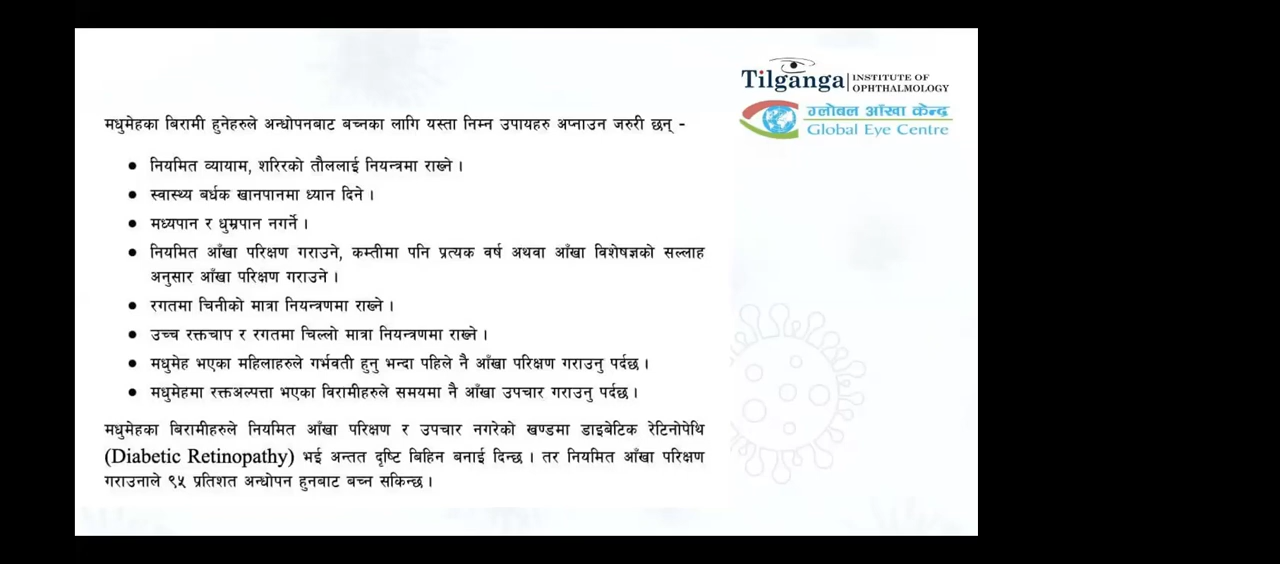 Tilganga INSTITUTE OF OPHTHALMOLOGY
ग्लोबल आँखा केन्द्र
Global Eye Centre
मधुमेहका बिरामी हुनेहरुले अन्धोपनबाट बच्नका लागि यस्ता निम्न उपायहरु अप्नाउन जरुरी छन् -
• नियमित व्यायाम, शरिरको तौललाई नियन्त्रमा राख्ने ।
• स्वास्थ्य बर्धक खानपानमा ध्यान दिने ।
• मध्यपान र धुम्रपान नगर्ने ।
• नियमित आँखा परिक्षण गराउने, कम्तीमा पनि प्रत्यक वर्ष अथवा आँखा विशेषज्ञको सल्लाह
अनुसार आँखा परिक्षण गराउने ।
• रगतमा चिनीको मात्रा नियन्त्रणमा राख्ने ।
• उच्च रक्तचाप र रगतमा चिल्लो मात्रा नियन्त्रणमा राख्ने ।
• मधुमेह भएका महिलाहरुले गर्भवती हुनु भन्दा पहिले नै आँखा परिक्षण गराउनु पर्दछ ।
• मधुमेहमा रक्तअल्पत्ता भएका विरामीहरुले समयमा नै आँखा उपचार गराउनु पर्दछ ।
मधुमेहका बिरामीहरुले नियमित आँखा परिक्षण र उपचार नगरेको खण्डमा डाइबेटिक रेटिनोपेथि
(Diabetic Retinopathy) भई अन्तत दृष्टि बिहिन बनाई दिन्छ । तर नियमित आँखा परिक्षण
गराउनाले ९५ प्रतिशत अन्धोपन हुनबाट बच्न सकिन्छ ।